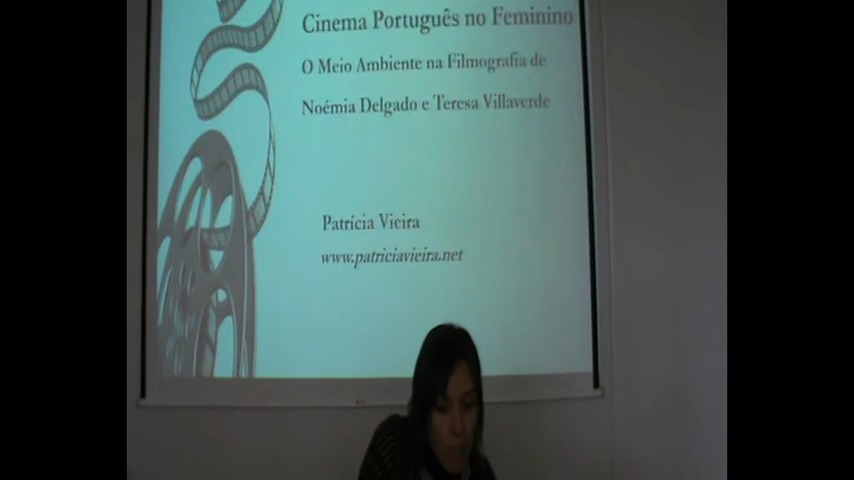 Cinema Português no Feminino
O Meio Ambiente na Filmografia de
Noémia Delgado e Teresa Villaverde
Patrícia Vieira
www.patriciavieira.net